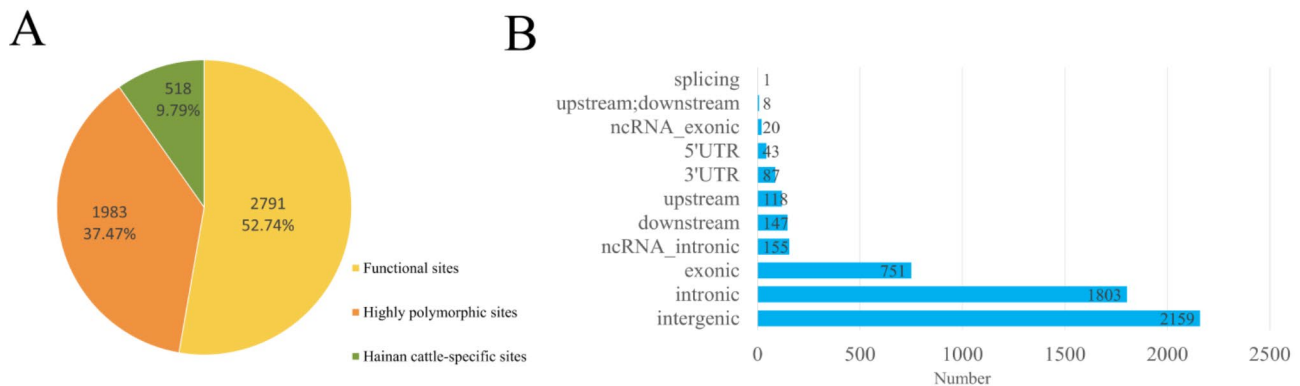 A
518
9.79%
1983
37.47%
2791
52.74%
Functional sites
Highly polymorphic sites
Hainan cattle-specific sites
B
splicing 1
upstream;downstream 8
ncRNA_exonic 20
5'UTR 43
3'UTR 87
upstream 118
downstream 147
ncRNA_intronic 155
exonic 751
intronic 1803
intergenic 2159
0 500 1000 1500 2000 2500
Number